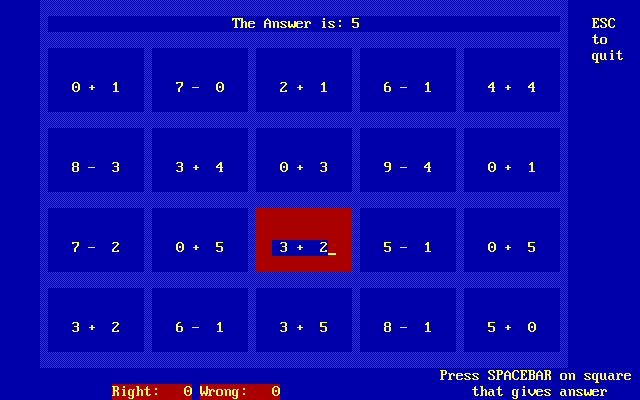 The Answer is: 5
ESC
to
quit
0 + 1 7 - 0 2 + 1 6 - 1 4 + 4
8 - 3 3 + 4 0 + 3 9 - 4 0 + 1
7 - 2 0 + 5 3 + 2_ 5 - 1 0 + 5
3 + 2 6 - 1 3 + 5 8 - 1 5 + 0
Press SPACEBAR on square
that gives answer
Right: 0 Wrong: 0